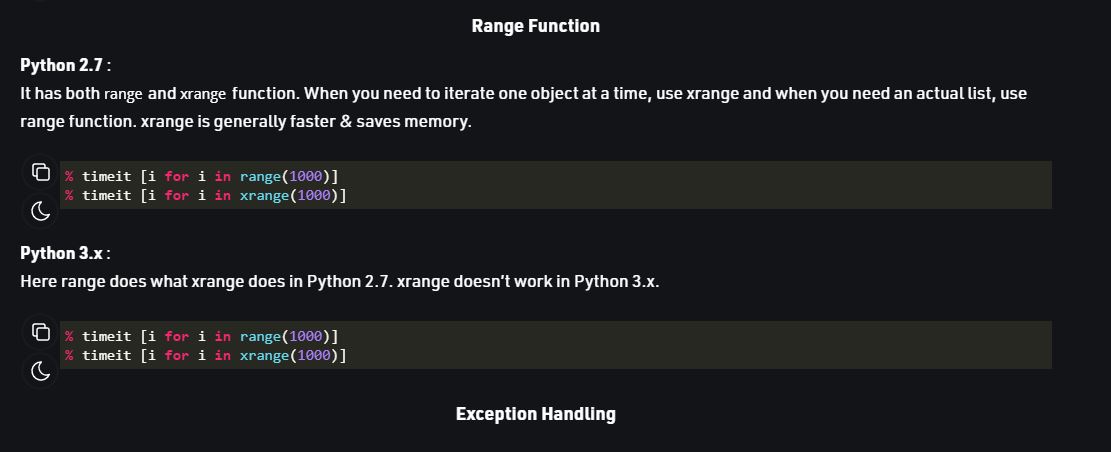 Range Function
Python 2.7 :
It has both range and xrange function. When you need to iterate one object at a time, use xrange and when you need an actual list, use
range function. xrange is generally faster & saves memory.
% timeit [i for i in range(1000)]
% timeit [i for i in xrange(1000)]
Python 3.x :
Here range does what xrange does in Python 2.7. xrange doesn’t work in Python 3.x.
% timeit [i for i in range(1000)]
% timeit [i for i in xrange(1000)]
Exception Handling